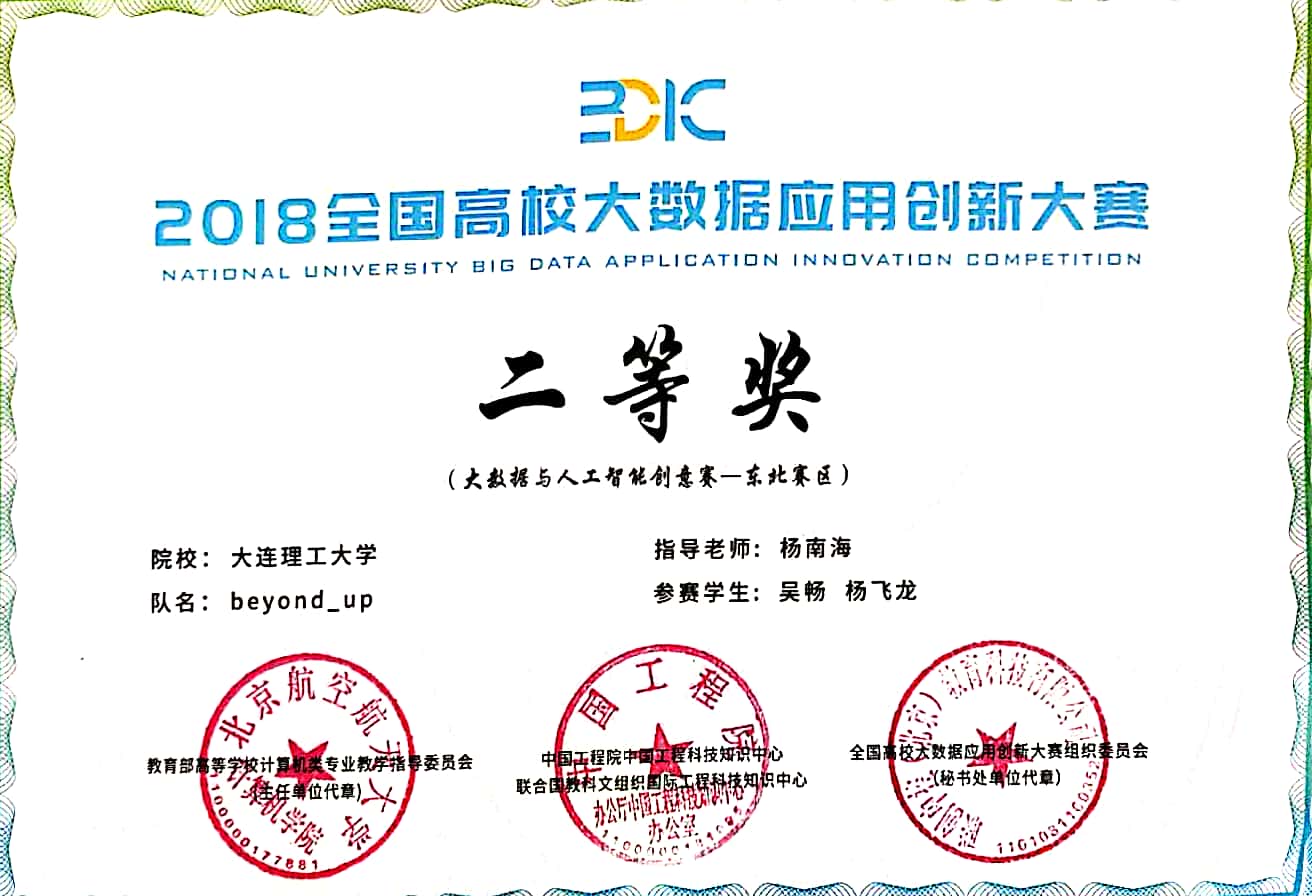 BDIC
2018全国高校大数据应用创新大赛
NATIONAL UNIVERSITY BIG DATA APPLICATION INNOVATION COMPETITION
二等奖
(大数据与人工智能创意赛—东北赛区)
院校: 大连理工大学
指导老师: 杨南海
队名: beyond_up
参赛学生: 吴畅 杨飞龙
教育部高等学校计算机类专业教学指导委员会
(主任单位代章)
中国工程院中国工程科技知识中心
联合国教科文组织国际工程科技知识中心
全国高校大数据应用创新大赛组织委员会
(秘书处单位代章)
北京航空航天大学
计算机学院
100000177881
中国工程院
办公厅中国工程科技知识中心
办公室
(北京)教育科技有限公司